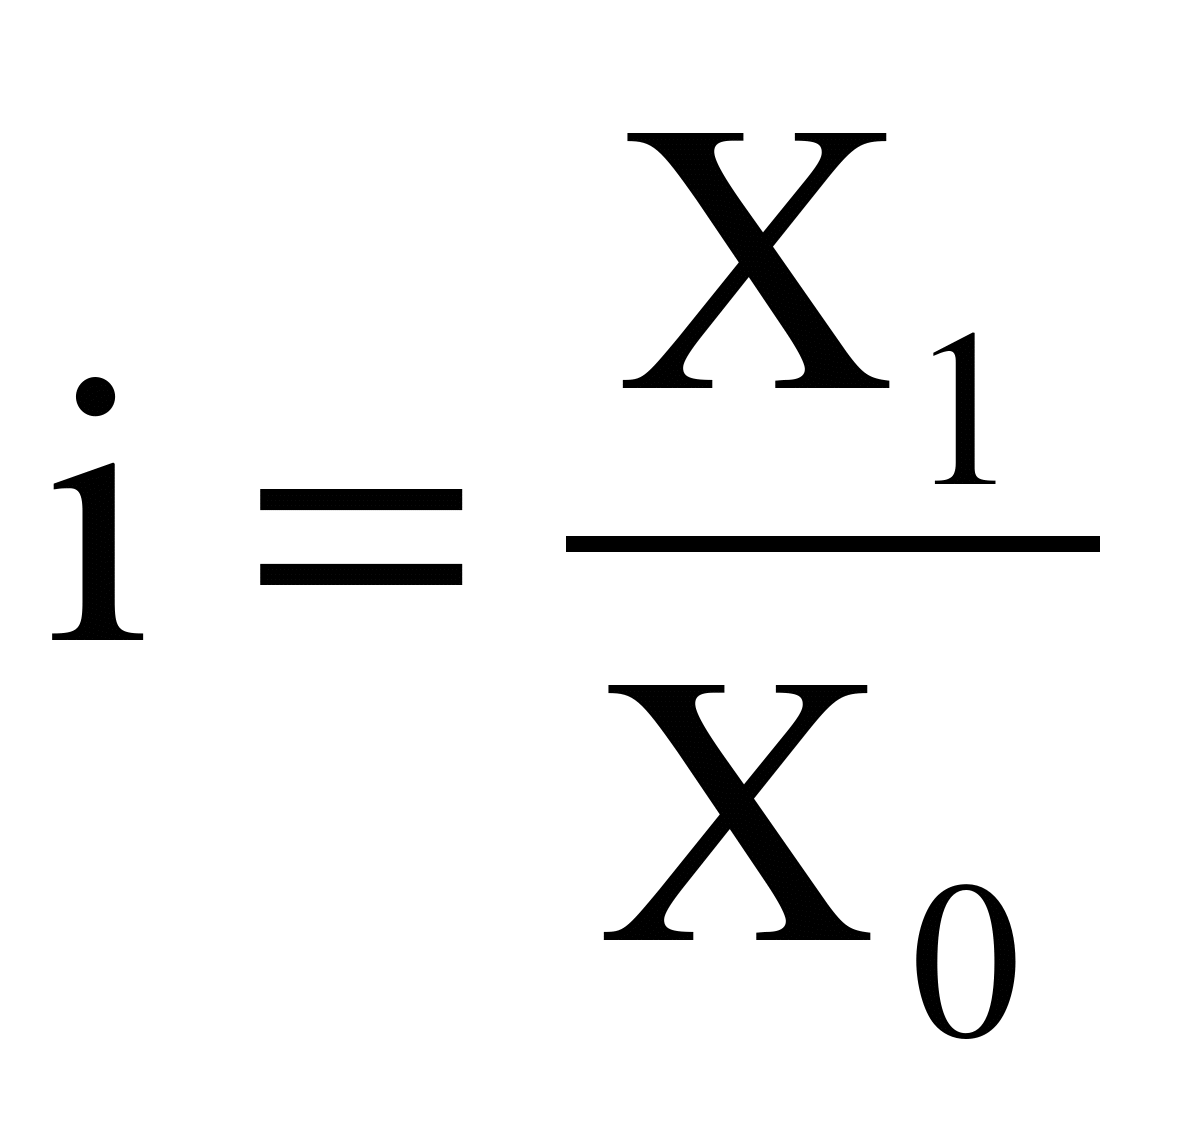 i = X₁ / X₀